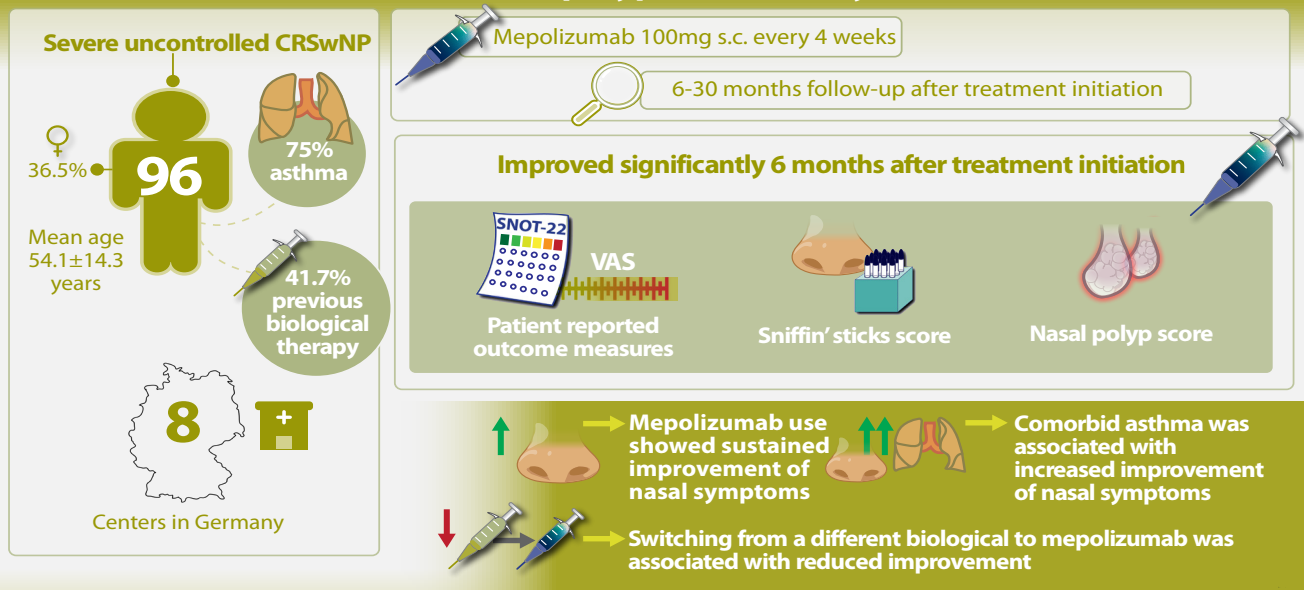 Severe uncontrolled CRSwNP
96
36.5%
75%
asthma
Mean age
54.1±14.3
years
41.7%
previous
biological
therapy
8
Centers in Germany
Mepolizumab 100mg s.c. every 4 weeks
6-30 months follow-up after treatment initiation
Improved significantly 6 months after treatment initiation
SNOT-22
VAS
Patient reported
outcome measures
Sniffin’ sticks score
Nasal polyp score
Mepolizumab use
showed sustained
improvement of
nasal symptoms
Comorbid asthma was
associated with
increased improvement
of nasal symptoms
Switching from a different biological to mepolizumab was
associated with reduced improvement